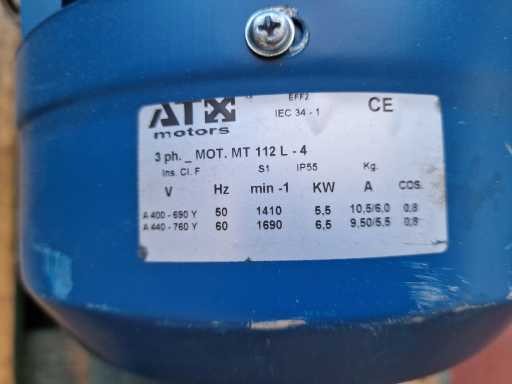 EFF2
ATX
motors
IEC 34 - 1
CE
3 ph. _ MOT. MT 112 L - 4
Ins. Cl. F S1 IP55 Kg.
V Hz min -1 KW A COS.
Δ 400 - 690 Y 50 1410 5,5 10,5/6,0 0,8
Δ 440 - 760 Y 60 1690 6,5 9,50/5,5 0,8